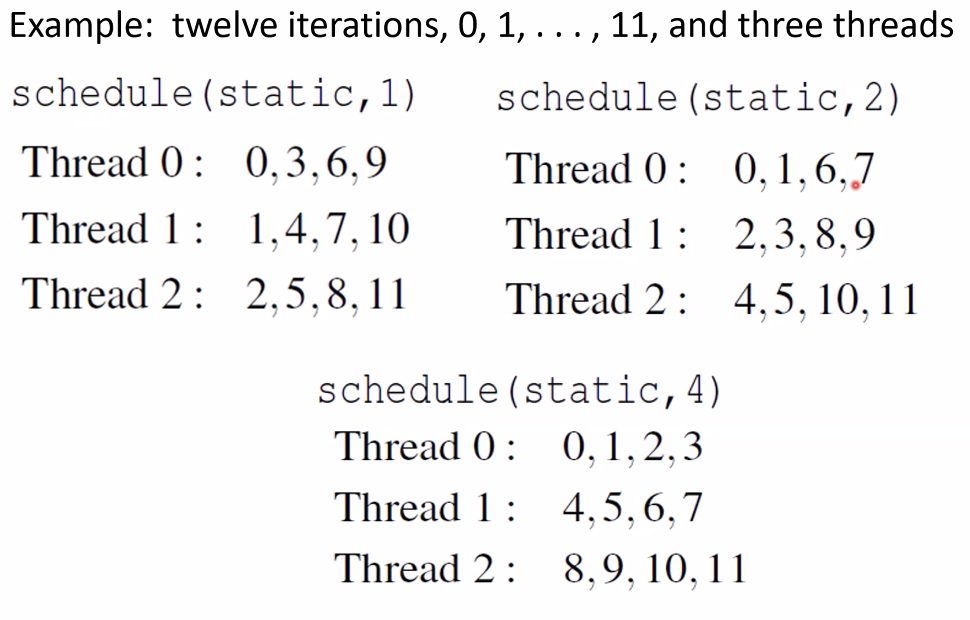 Example: twelve iterations, 0, 1, . . . , 11, and three threads
schedule(static,1)
Thread 0 : 0,3,6,9
Thread 1 : 1,4,7,10
Thread 2 : 2,5,8,11
schedule(static,2)
Thread 0 : 0,1,6,7
Thread 1 : 2,3,8,9
Thread 2 : 4,5,10,11
schedule(static,4)
Thread 0 : 0,1,2,3
Thread 1 : 4,5,6,7
Thread 2 : 8,9,10,11